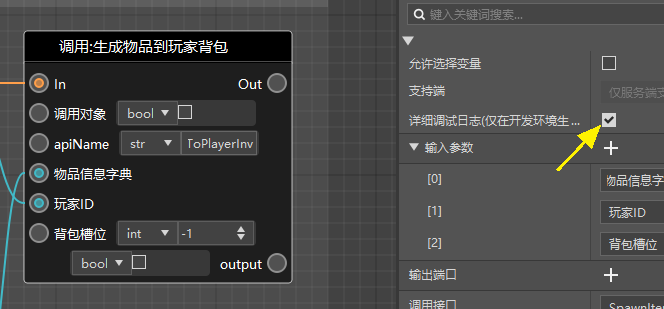 调用:生成物品到玩家背包
In
Out
调用对象
bool
apiName
str
ToPlayerInv
物品信息字典
玩家ID
背包槽位
int
-1
bool
output
键入关键词搜索...
允许选择变量
支持端
仅服务端支
详细调试日志(仅在开发环境生 ...
输入参数
[0]
物品信息字
[1]
玩家ID
[2]
背包槽位
输出端口
调用接口
SpawnIter